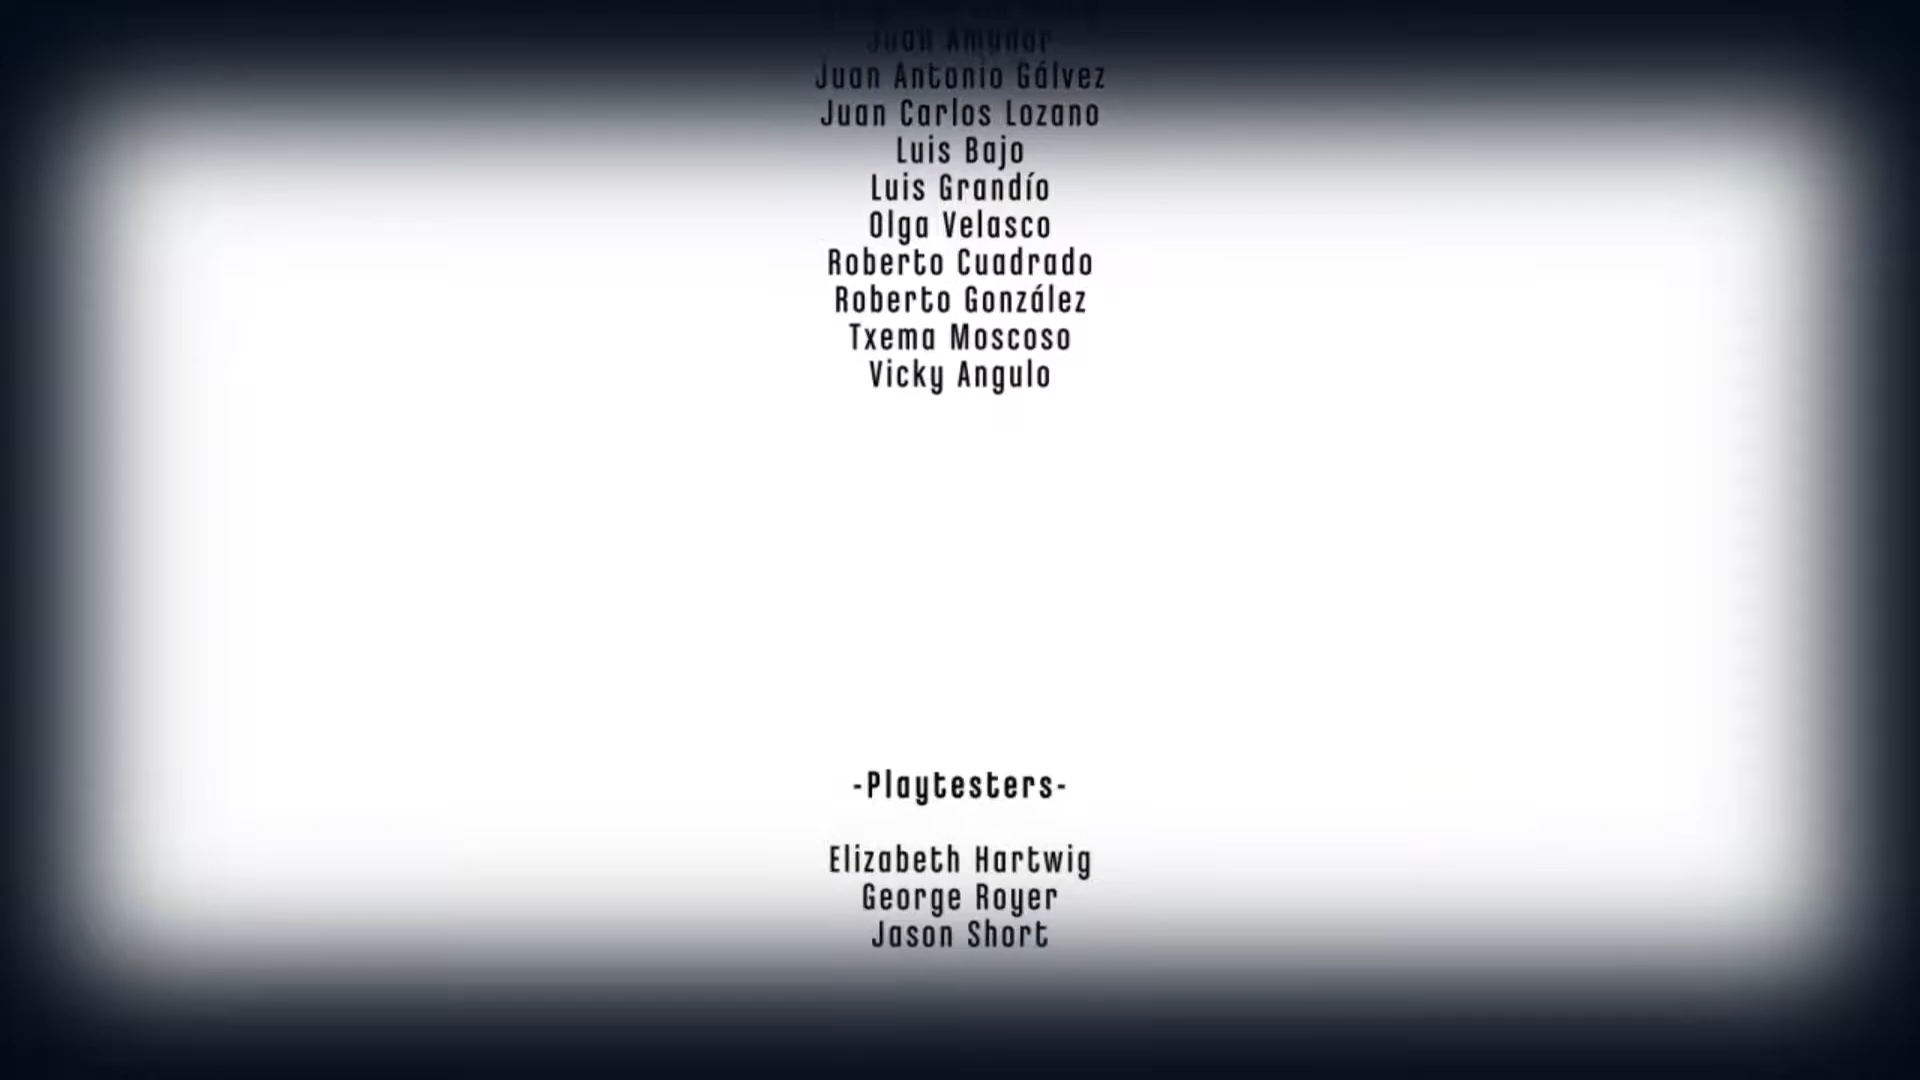 Juan Amador
Juan Antonio Gálvez
Juan Carlos Lozano
Luis Bajo
Luis Grandío
Olga Velasco
Roberto Cuadrado
Roberto González
Txema Moscoso
Vicky Angulo
-Playtesters-
Elizabeth Hartwig
George Royer
Jason Short